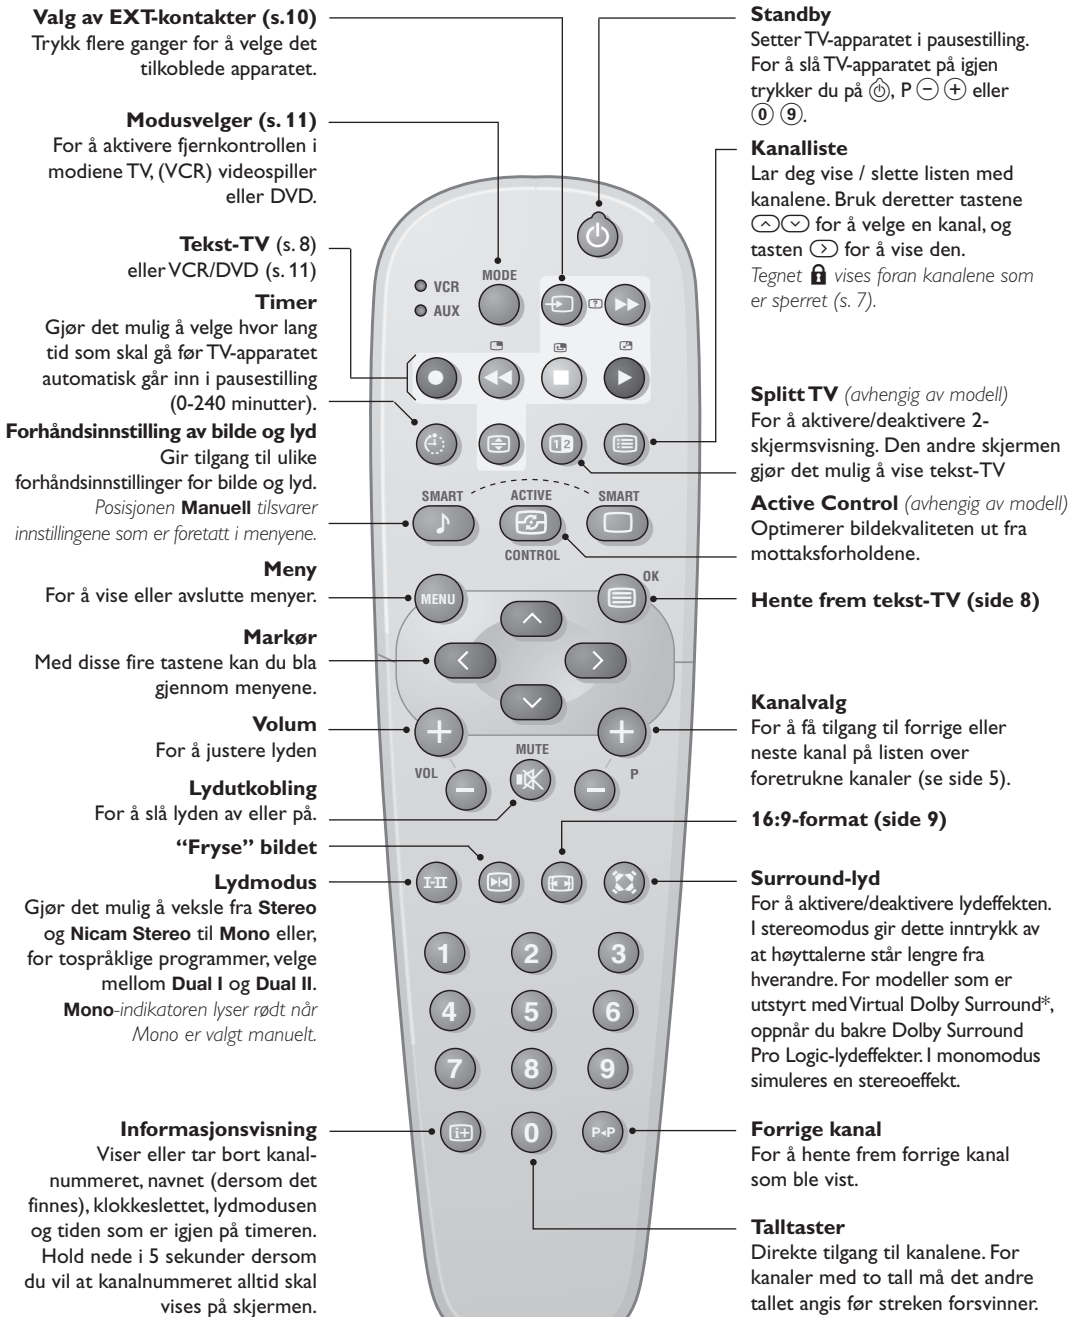 Valg av EXT-kontakter (s.10)
Trykk flere ganger for å velge det
tilkoblede apparatet.
Modusvelger (s. 11)
For å aktivere fjernkontrollen i
modiene TV, (VCR) videospiller
eller DVD.
Tekst-TV (s. 8)
eller VCR/DVD (s. 11)
Timer
Gjør det mulig å velge hvor lang
tid som skal gå før TV-apparatet
automatisk går inn i pausestilling
(0-240 minutter).
Forhåndsinnstilling av bilde og lyd
Gir tilgang til ulike
forhåndsinnstillinger for bilde og lyd.
Posisjonen Manuell tilsvarer
innstillingene som er foretatt i menyene.
Meny
For å vise eller avslutte menyer.
Markør
Med disse fire tastene kan du bla
gjennom menyene.
Volum
For å justere lyden
Lydutkobling
For å slå lyden av eller på.
“Fryse” bildet
Lydmodus
Gjør det mulig å veksle fra Stereo
og Nicam Stereo til Mono eller,
for tospråklige programmer, velge
mellom Dual I og Dual II.
Mono-indikatoren lyser rødt når
Mono er valgt manuelt.
Informasjonsvisning
Viser eller tar bort kanal-
nummeret, navnet (dersom det
finnes), klokkeslettet, lydmodusen
og tiden som er igjen på timeren.
Hold nede i 5 sekunder dersom
du vil at kanalnummeret alltid skal
vises på skjermen.
MODE
VCR
AUX
?
1 2
SMART
ACTIVE
SMART
CONTROL
MENU
OK
VOL
MUTE
P
I-II
1
2
3
4
5
6
7
8
9
i+
0
P◂P
Standby
Setter TV-apparatet i pausestilling.
For å slå TV-apparatet på igjen
trykker du på ⏻, P − + eller
0 9.
Kanalliste
Lar deg vise / slette listen med
kanalene. Bruk deretter tastene
for å velge en kanal, og
tasten > for å vise den.
Tegnet 🔒 vises foran kanalene som
er sperret (s. 7).
Splitt TV (avhengig av modell)
For å aktivere/deaktivere 2-
skjermsvisning. Den andre skjermen
gjør det mulig å vise tekst-TV
Active Control (avhengig av modell)
Optimerer bildekvaliteten ut fra
mottaksforholdene.
Hente frem tekst-TV (side 8)
Kanalvalg
For å få tilgang til forrige eller
neste kanal på listen over
foretrukne kanaler (se side 5).
16:9-format (side 9)
Surround-lyd
For å aktivere/deaktivere lydeffekten.
I stereomodus gir dette inntrykk av
at høyttalerne står lengre fra
hverandre. For modeller som er
utstyrt med Virtual Dolby Surround*,
oppnår du bakre Dolby Surround
Pro Logic-lydeffekter. I monomodus
simuleres en stereoeffekt.
Forrige kanal
For å hente frem forrige kanal
som ble vist.
Talltaster
Direkte tilgang til kanalene. For
kanaler med to tall må det andre
tallet angis før streken forsvinner.